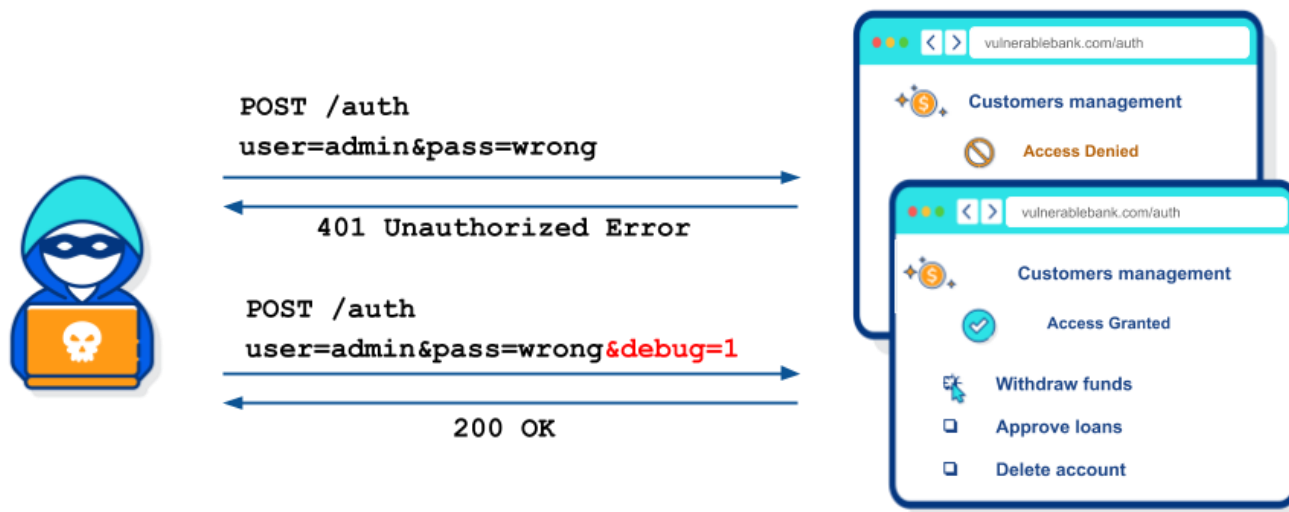 POST /auth
user=admin&pass=wrong
401 Unauthorized Error
POST /auth
user=admin&pass=wrong&debug=1
200 OK
vulnerablebank.com/auth
Customers management
Access Denied
vulnerablebank.com/auth
Customers management
Access Granted
Withdraw funds
Approve loans
Delete account